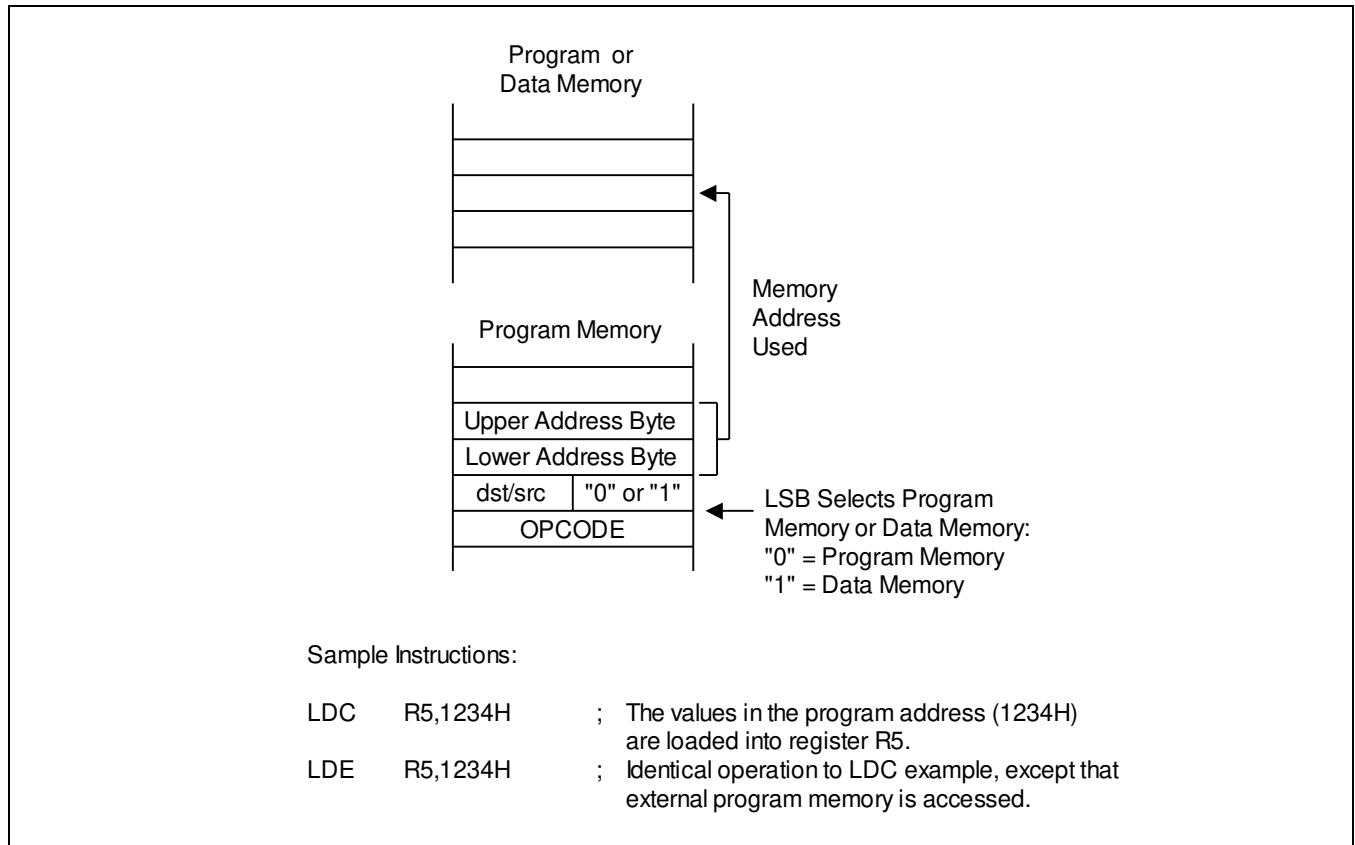 Program or
Data Memory
Memory
Address
Used
Program Memory
Upper Address Byte
Lower Address Byte
dst/src "0" or "1"
OPCODE
LSB Selects Program
Memory or Data Memory:
"0" = Program Memory
"1" = Data Memory
Sample Instructions:
LDC R5,1234H ; The values in the program address (1234H)
are loaded into register R5.
LDE R5,1234H ; Identical operation to LDC example, except that
external program memory is accessed.